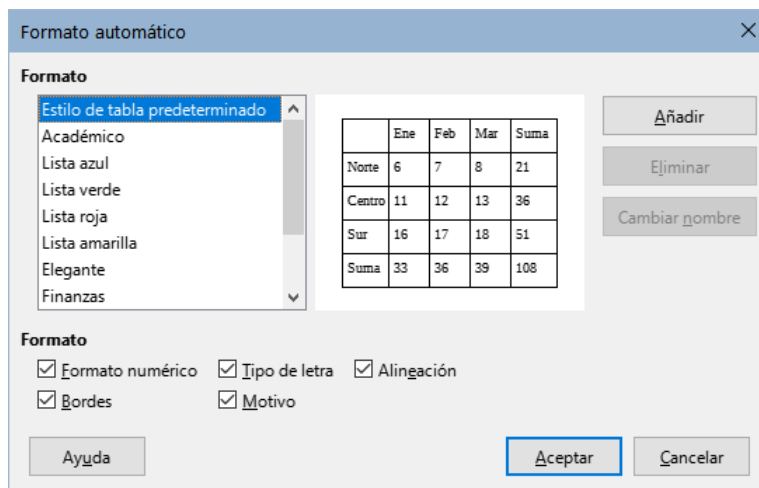 Formato automático
Formato
Estilo de tabla predeterminado
Académico
Lista azul
Lista verde
Lista roja
Lista amarilla
Elegante
Finanzas
Ene Feb Mar Suma
Norte 6 7 8 21
Centro 11 12 13 36
Sur 16 17 18 51
Suma 33 36 39 108
Añadir
Eliminar
Cambiar nombre
Formato
Formato numérico Tipo de letra Alineación
Bordes Motivo
Ayuda Aceptar Cancelar